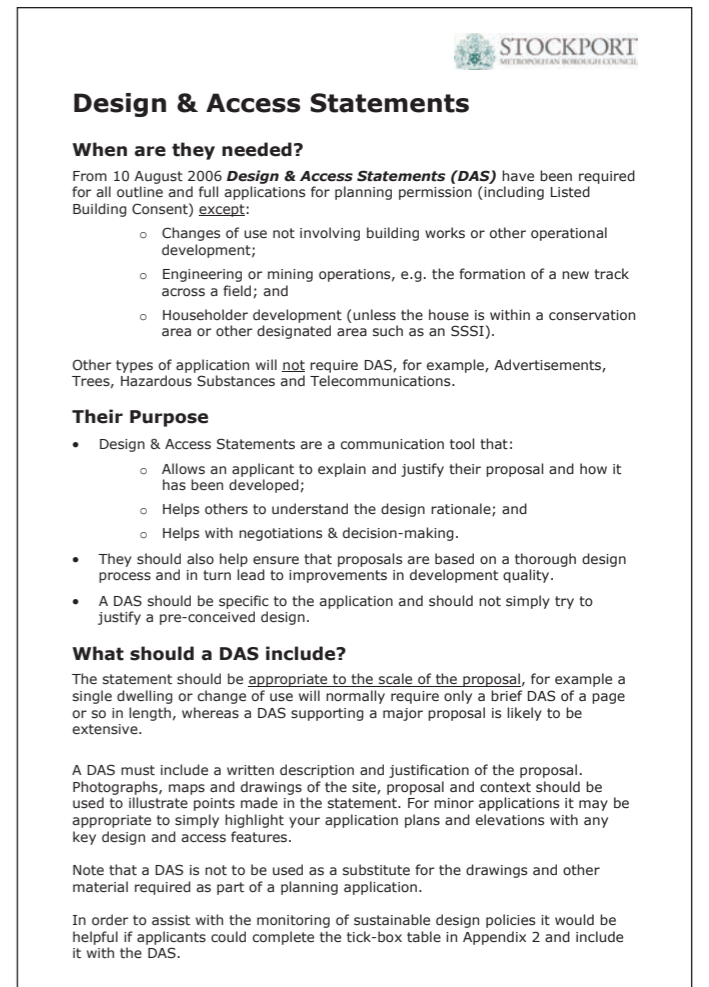 STOCKPORT
METROPOLITAN BOROUGH COUNCIL
Design & Access Statements
When are they needed?
From 10 August 2006 Design & Access Statements (DAS) have been required
for all outline and full applications for planning permission (including Listed
Building Consent) except:
o Changes of use not involving building works or other operational
development;
o Engineering or mining operations, e.g. the formation of a new track
across a field; and
o Householder development (unless the house is within a conservation
area or other designated area such as an SSSI).
Other types of application will not require DAS, for example, Advertisements,
Trees, Hazardous Substances and Telecommunications.
Their Purpose
• Design & Access Statements are a communication tool that:
o Allows an applicant to explain and justify their proposal and how it
has been developed;
o Helps others to understand the design rationale; and
o Helps with negotiations & decision-making.
• They should also help ensure that proposals are based on a thorough design
process and in turn lead to improvements in development quality.
• A DAS should be specific to the application and should not simply try to
justify a pre-conceived design.
What should a DAS include?
The statement should be appropriate to the scale of the proposal, for example a
single dwelling or change of use will normally require only a brief DAS of a page
or so in length, whereas a DAS supporting a major proposal is likely to be
extensive.
A DAS must include a written description and justification of the proposal.
Photographs, maps and drawings of the site, proposal and context should be
used to illustrate points made in the statement. For minor applications it may be
appropriate to simply highlight your application plans and elevations with any
key design and access features.
Note that a DAS is not to be used as a substitute for the drawings and other
material required as part of a planning application.
In order to assist with the monitoring of sustainable design policies it would be
helpful if applicants could complete the tick-box table in Appendix 2 and include
it with the DAS.